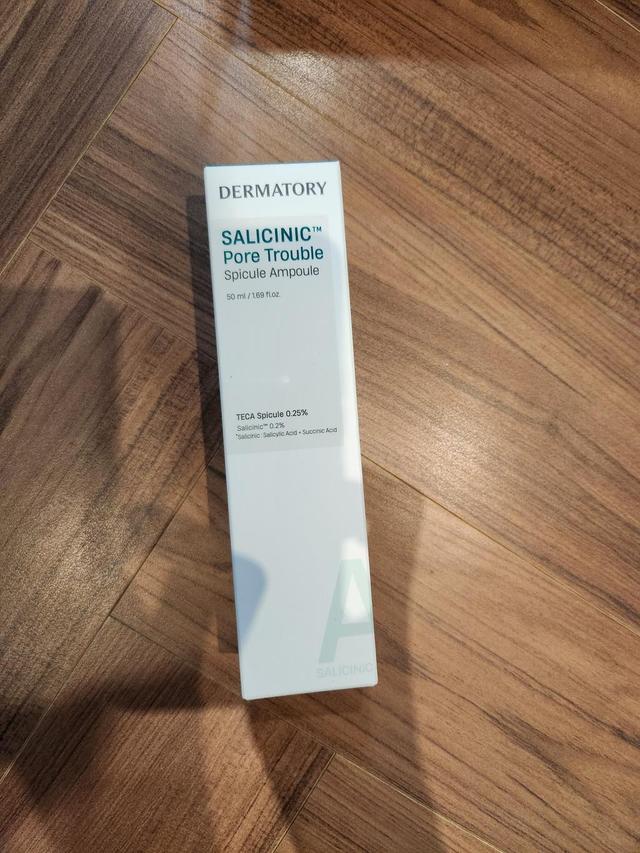 DERMATORY
SALICINIC™
Pore Trouble
Spicule Ampoule
50 ml / 1.69 fl.oz.
TECA Spicule 0.25%
Salicinic™ 0.2%
*Salicinic : Salicylic Acid + Succinic Acid
A
SALICINIC